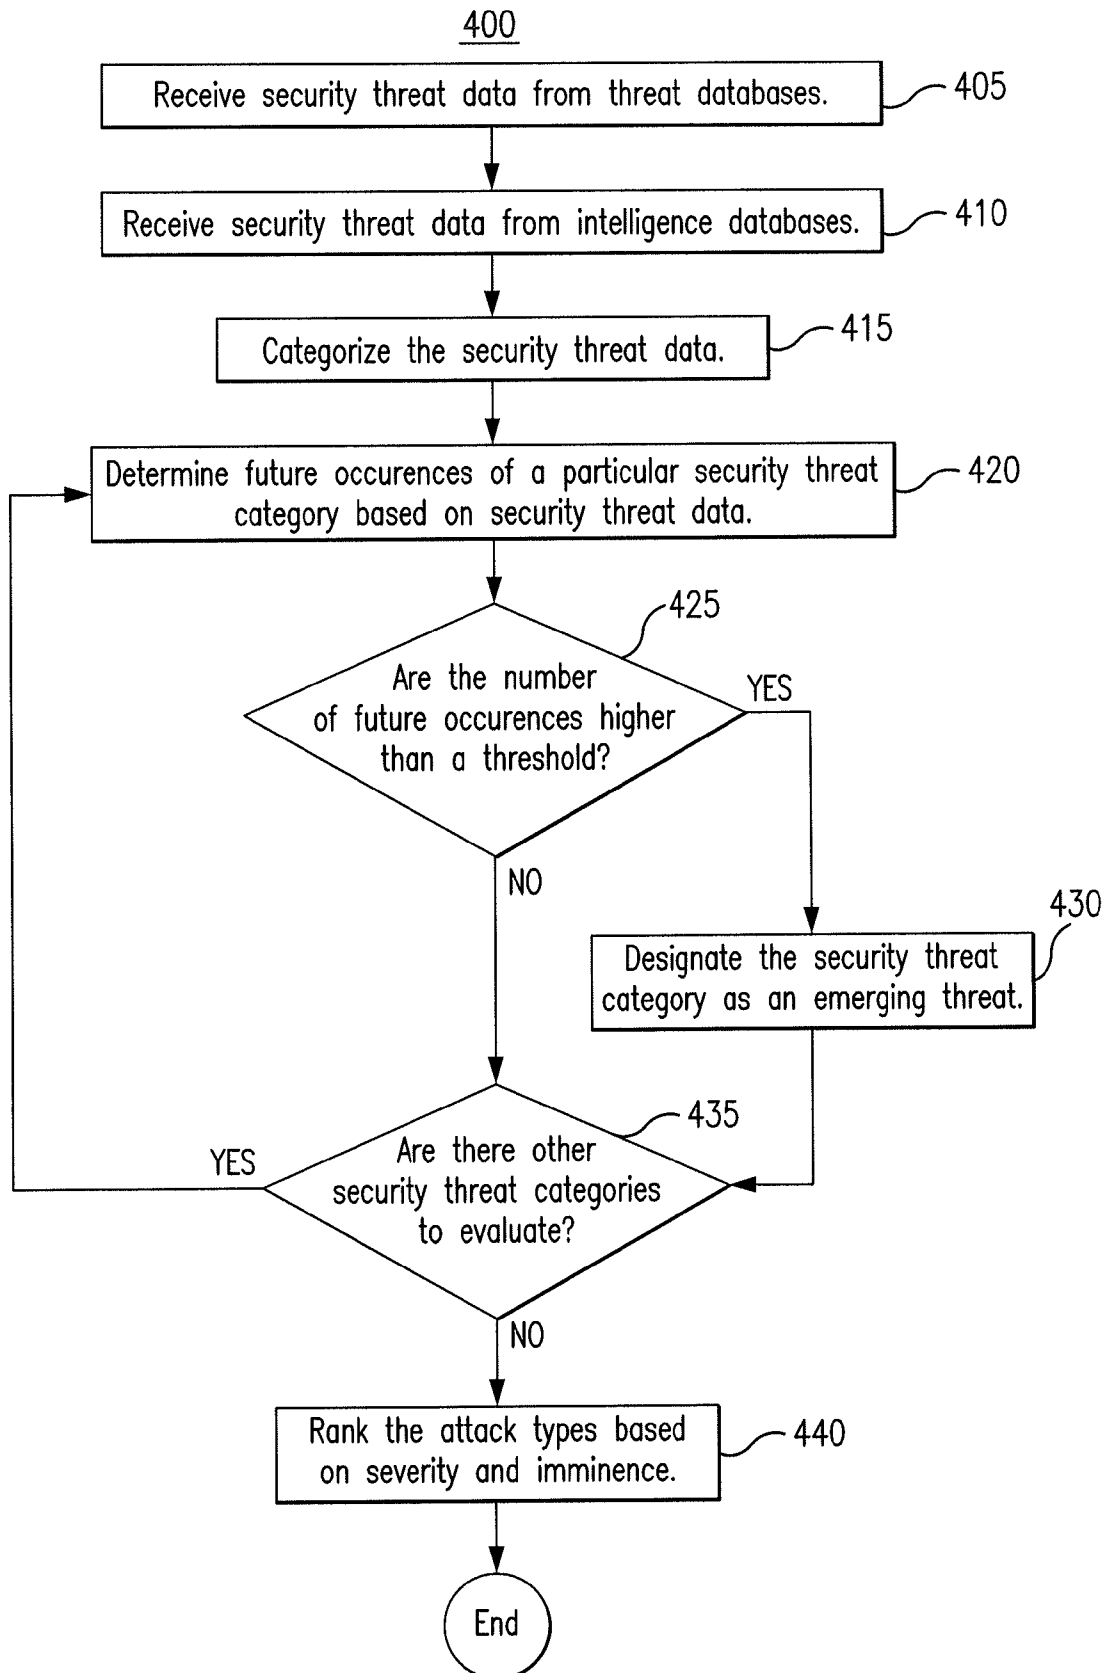 400
Receive security threat data from threat databases.
405
Receive security threat data from intelligence databases.
410
Categorize the security threat data.
415
Determine future occurences of a particular security threat
category based on security threat data.
420
425
Are the number
of future occurences higher
than a threshold?
YES
NO
430
Designate the security threat
category as an emerging threat.
435
Are there other
security threat categories
to evaluate?
YES
NO
Rank the attack types based
on severity and imminence.
440
End